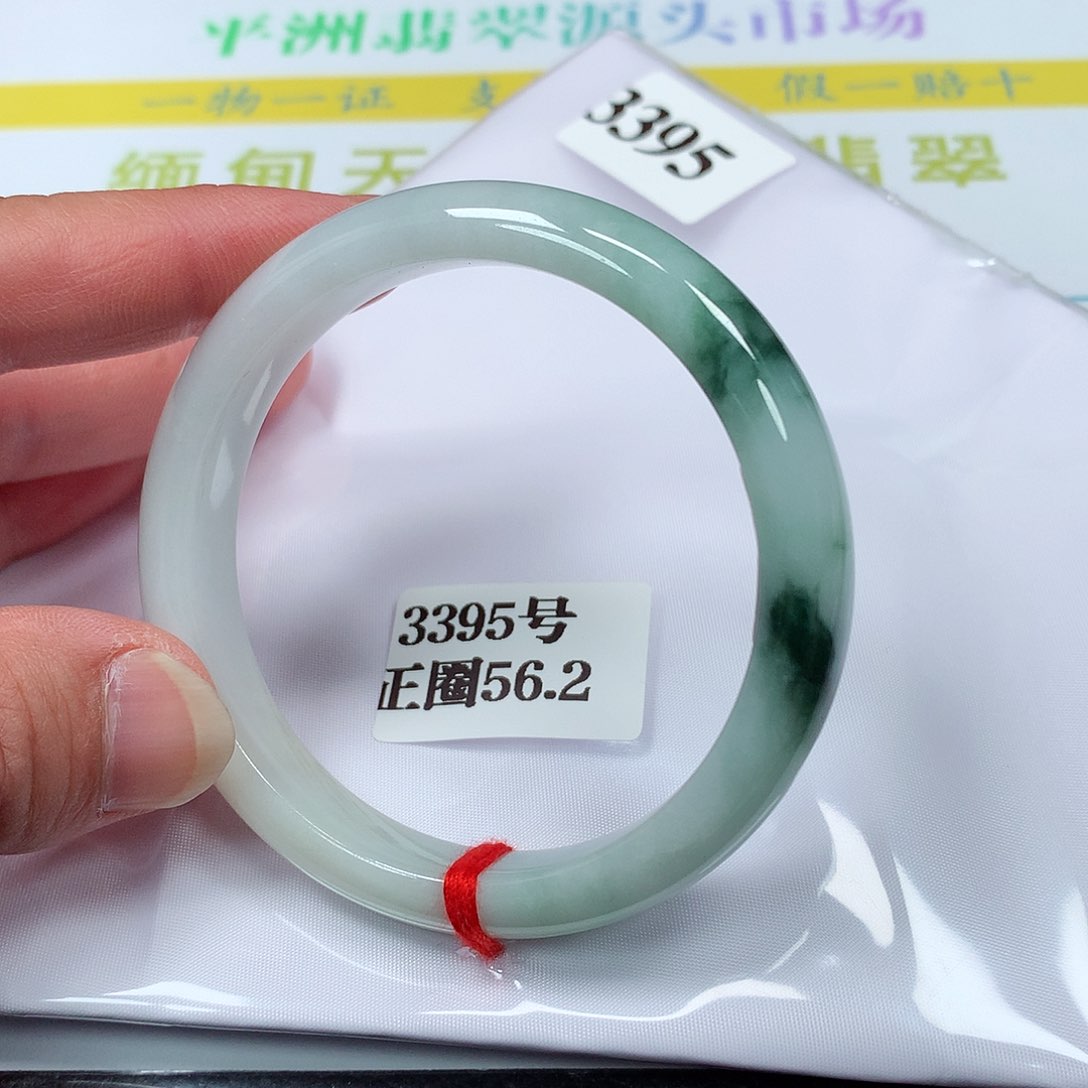 平洲翡翠源头市场
一物一证 支 假一赔十
缅甸天 翡翠
3395
3395号
正圈56.2